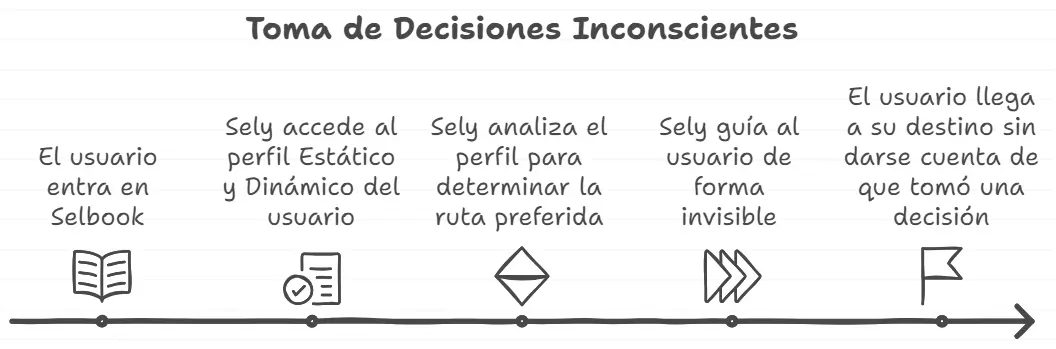 Toma de Decisiones Inconscientes
El usuario
entra en
Selbook
Sely accede al
perfil Estático
y Dinámico del
usuario
Sely analiza el
perfil para
determinar la
ruta preferida
Sely guía al
usuario de
forma
invisible
El usuario llega
a su destino sin
darse cuenta de
que tomó una
decisión